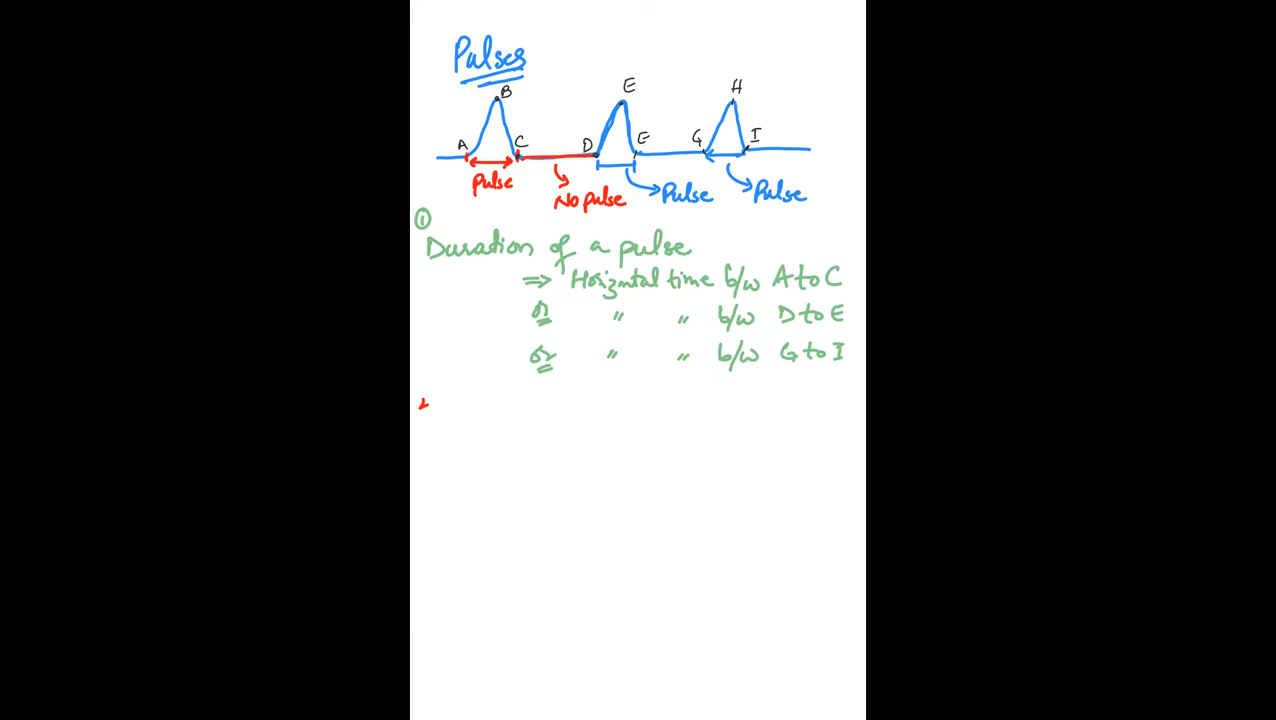 Pulses
B E H
A C D E G I
Pulse No pulse Pulse Pulse
①
Duration of a pulse
⇒ Horizontal time b/w A to C
or " " b/w D to E
or " " b/w G to I